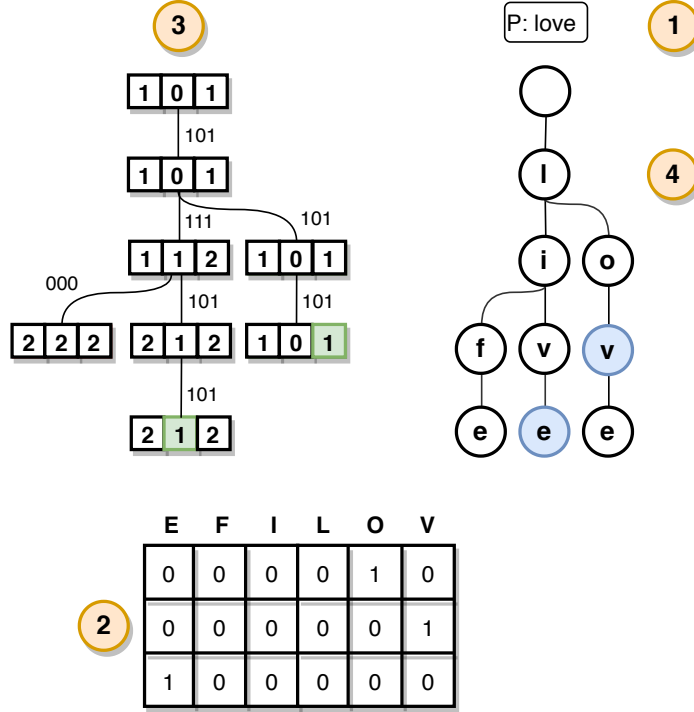 3
P: love
1
1 0 1
101
1 0 1
l
4
111
101
1 1 2
1 0 1
i
o
000
101
101
2 2 2
2 1 2
1 0 1
f
v
v
101
2 1 2
e
e
e
E F I L O V
0 0 0 0 1 0
2
0 0 0 0 0 1
1 0 0 0 0 0